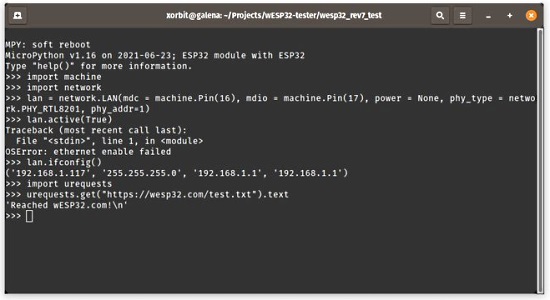 xorbit@galena: ~/Projects/wESP32-tester/wesp32_rev7_test
MPY: soft reboot
MicroPython v1.16 on 2021-06-23; ESP32 module with ESP32
Type "help()" for more information.
>>> import machine
>>> import network
>>> lan = network.LAN(mdc = machine.Pin(16), mdio = machine.Pin(17), power = None, phy_type = netwo
rk.PHY_RTL8201, phy_addr=1)
>>> lan.active(True)
Traceback (most recent call last):
  File "<stdin>", line 1, in <module>
OSError: ethernet enable failed
>>> lan.ifconfig()
('192.168.1.117', '255.255.255.0', '192.168.1.1', '192.168.1.1')
>>> import urequests
>>> urequests.get("https://wesp32.com/test.txt").text
'Reached wESP32.com!\n'
>>>